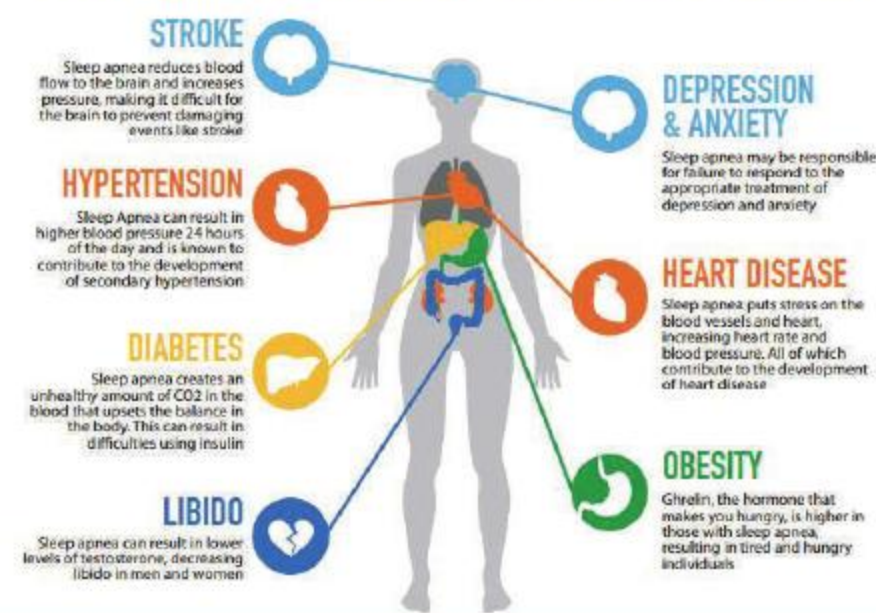 STROKE
Sleep apnea reduces blood
flow to the brain and increases
pressure, making it difficult for
the brain to prevent damaging
events like stroke
HYPERTENSION
Sleep Apnea can result in
higher blood pressure 24 hours
of the day and is known to
contribute to the development
of secondary hypertension
DIABETES
Sleep apnea creates an
unhealthy amount of CO2 in the
blood that upsets the balance in
the body. This can result in
difficulties using insulin
LIBIDO
Sleep apnea can result in lower
levels of testosterone, decreasing
libido in men and women
DEPRESSION
& ANXIETY
Sleep apnea may be responsible
for failure to respond to the
appropriate treatment of
depression and anxiety
HEART DISEASE
Sleep apnea puts stress on the
blood vessels and heart,
increasing heart rate and
blood pressure. All of which
contribute to the development
of heart disease
OBESITY
Ghrelin, the hormone that
makes you hungry, is higher in
those with sleep apnea,
resulting in tired and hungry
individuals